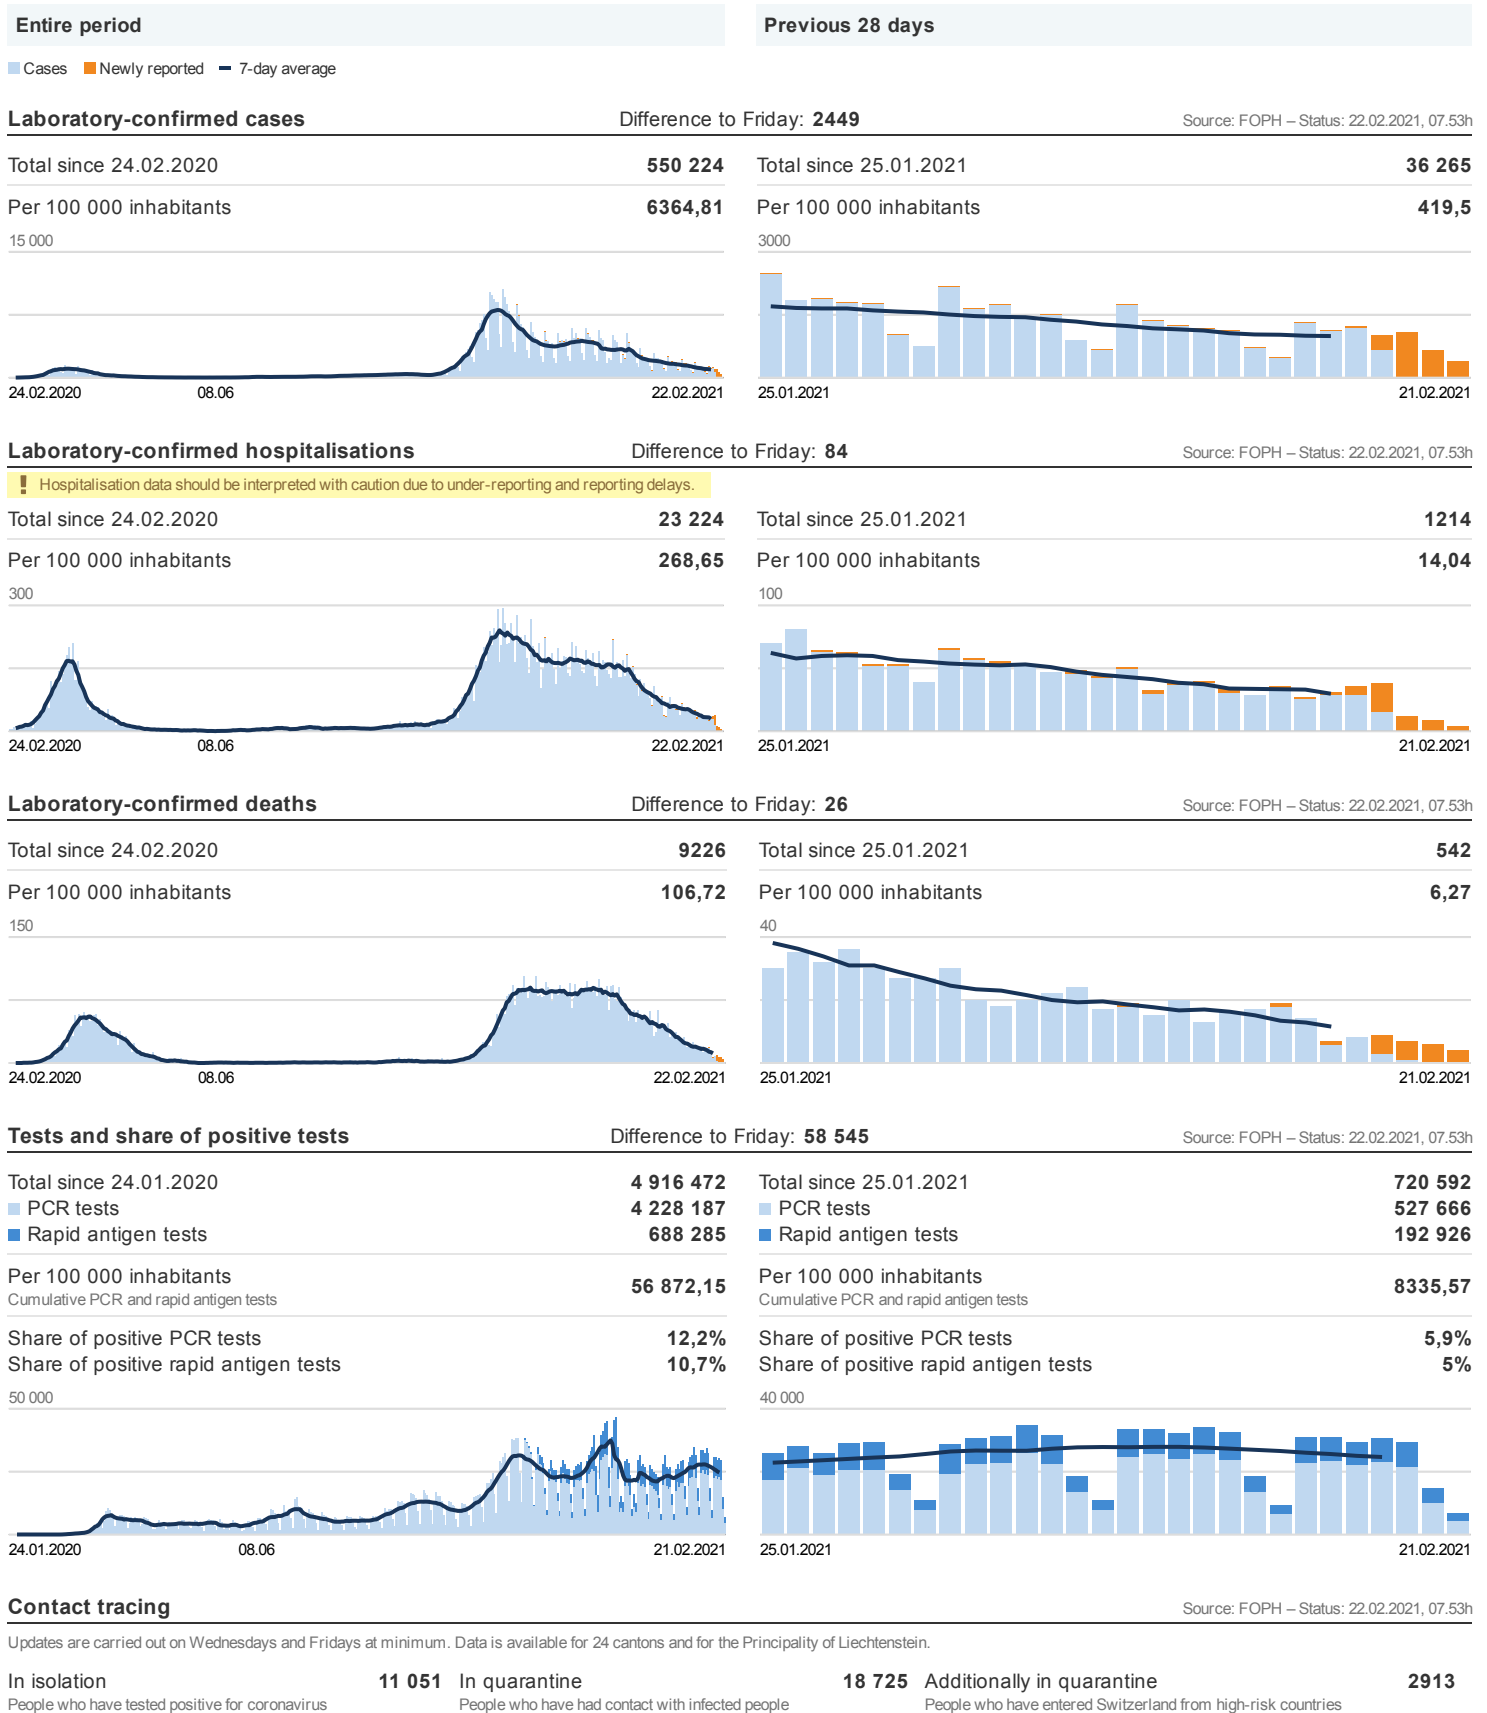 Entire period
Previous 28 days
Cases Newly reported 7-day average
Laboratory-confirmed cases Difference to Friday: 2449 Source: FOPH – Status: 22.02.2021, 07.53h
Total since 24.02.2020 550 224 Total since 25.01.2021 36 265
Per 100 000 inhabitants 6364,81 Per 100 000 inhabitants 419,5
15 000 3000
24.02.2020 08.06 22.02.2021 25.01.2021 21.02.2021
Laboratory-confirmed hospitalisations Difference to Friday: 84 Source: FOPH – Status: 22.02.2021, 07.53h
! Hospitalisation data should be interpreted with caution due to under-reporting and reporting delays.
Total since 24.02.2020 23 224 Total since 25.01.2021 1214
Per 100 000 inhabitants 268,65 Per 100 000 inhabitants 14,04
300 100
24.02.2020 08.06 22.02.2021 25.01.2021 21.02.2021
Laboratory-confirmed deaths Difference to Friday: 26 Source: FOPH – Status: 22.02.2021, 07.53h
Total since 24.02.2020 9226 Total since 25.01.2021 542
Per 100 000 inhabitants 106,72 Per 100 000 inhabitants 6,27
150 40
24.02.2020 08.06 22.02.2021 25.01.2021 21.02.2021
Tests and share of positive tests Difference to Friday: 58 545 Source: FOPH – Status: 22.02.2021, 07.53h
Total since 24.01.2020 4 916 472 Total since 25.01.2021 720 592
PCR tests 4 228 187 PCR tests 527 666
Rapid antigen tests 688 285 Rapid antigen tests 192 926
Per 100 000 inhabitants 56 872,15 Per 100 000 inhabitants 8335,57
Cumulative PCR and rapid antigen tests Cumulative PCR and rapid antigen tests
Share of positive PCR tests 12,2% Share of positive PCR tests 5,9%
Share of positive rapid antigen tests 10,7% Share of positive rapid antigen tests 5%
50 000 40 000
24.01.2020 08.06 21.02.2021 25.01.2021 21.02.2021
Contact tracing Source: FOPH – Status: 22.02.2021, 07.53h
Updates are carried out on Wednesdays and Fridays at minimum. Data is available for 24 cantons and for the Principality of Liechtenstein.
In isolation 11 051 In quarantine 18 725 Additionally in quarantine 2913
People who have tested positive for coronavirus People who have had contact with infected people People who have entered Switzerland from high-risk countries